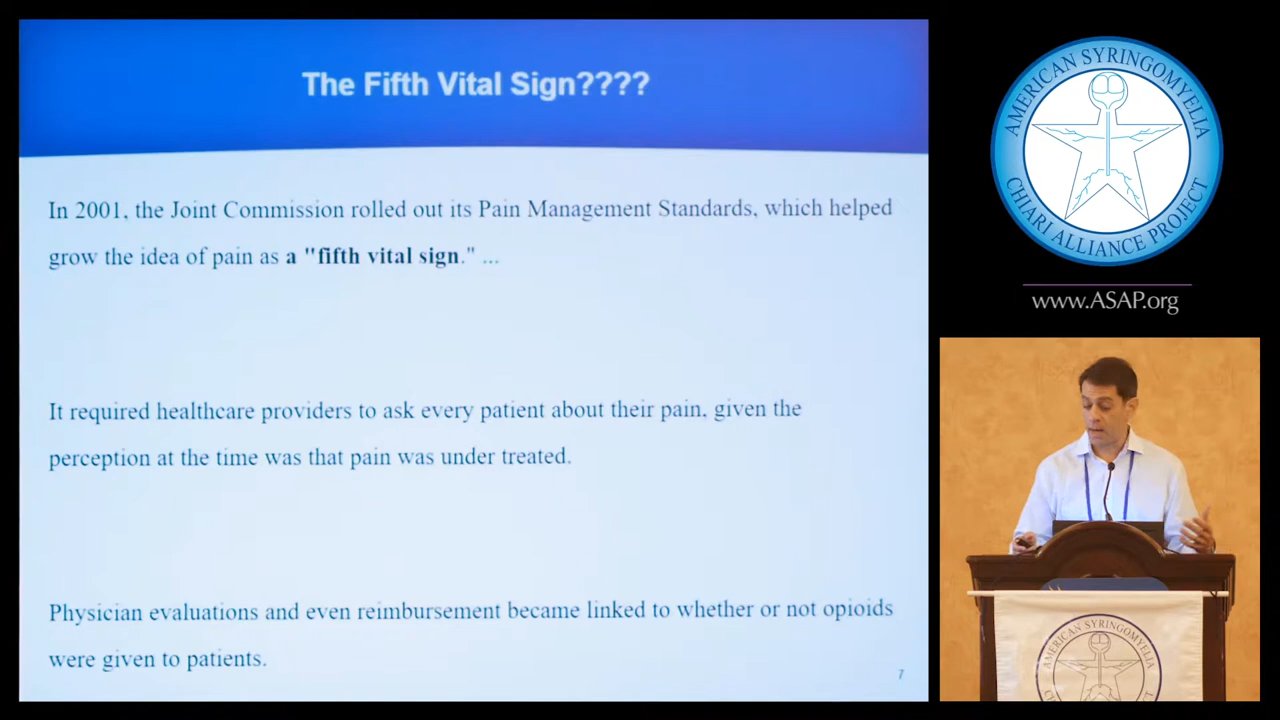 The Fifth Vital Sign????
In 2001, the Joint Commission rolled out its Pain Management Standards, which helped
grow the idea of pain as a "fifth vital sign." ...
It required healthcare providers to ask every patient about their pain, given the
perception at the time was that pain was under treated.
Physician evaluations and even reimbursement became linked to whether or not opioids
were given to patients.
7
AMERICAN SYRINGOMYELIA
CHIARI ALLIANCE PROJECT
www.ASAP.org
AMERICAN SYRINGOMYELIA